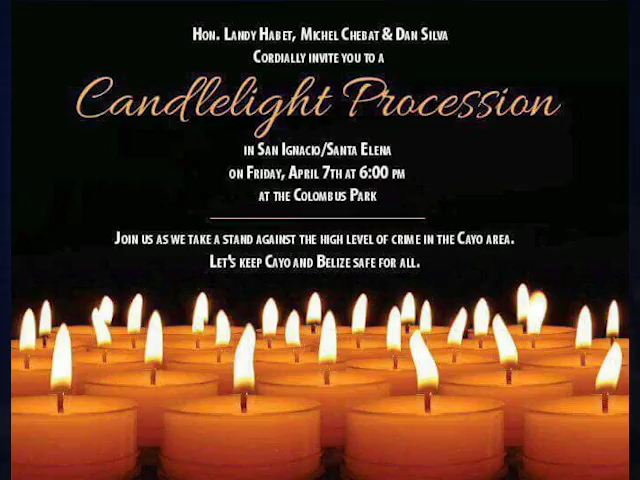 Hon. Landy Habet, Michel Chebat & Dan Silva
Cordially invite you to a
Candlelight Procession
in San Ignacio/Santa Elena
on Friday, April 7th at 6:00 pm
at the Colombus Park
Join us as we take a stand against the high level of crime in the Cayo area.
Let's keep Cayo and Belize safe for all.